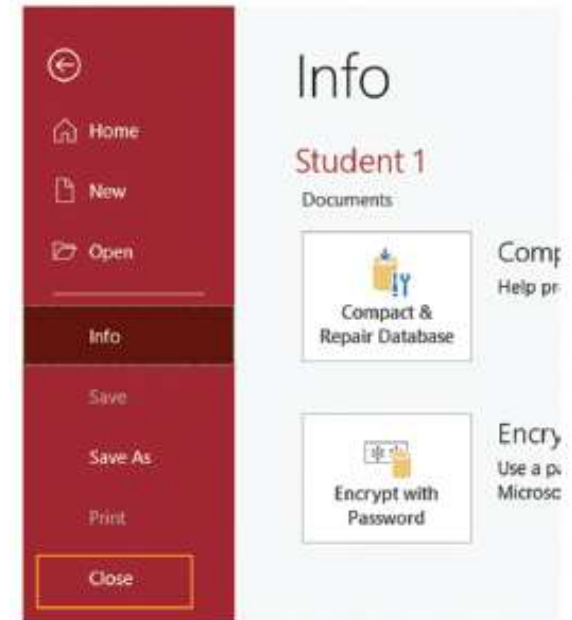 Home
New
Open
Info
Save
Save As
Print
Close
Info
Student 1
Documents
Compact &
Repair Database
Comp
Help pr
Encrypt with
Password
Encry
Use a pa
Microsc